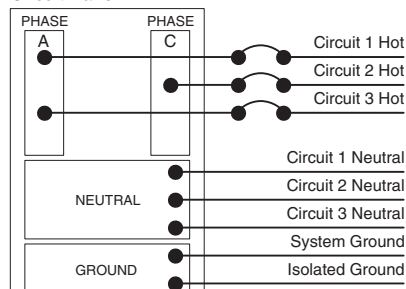 PHASE PHASE
A C
Circuit 1 Hot
Circuit 2 Hot
Circuit 3 Hot
Circuit 1 Neutral
Circuit 2 Neutral
NEUTRAL
Circuit 3 Neutral
System Ground
GROUND
Isolated Ground